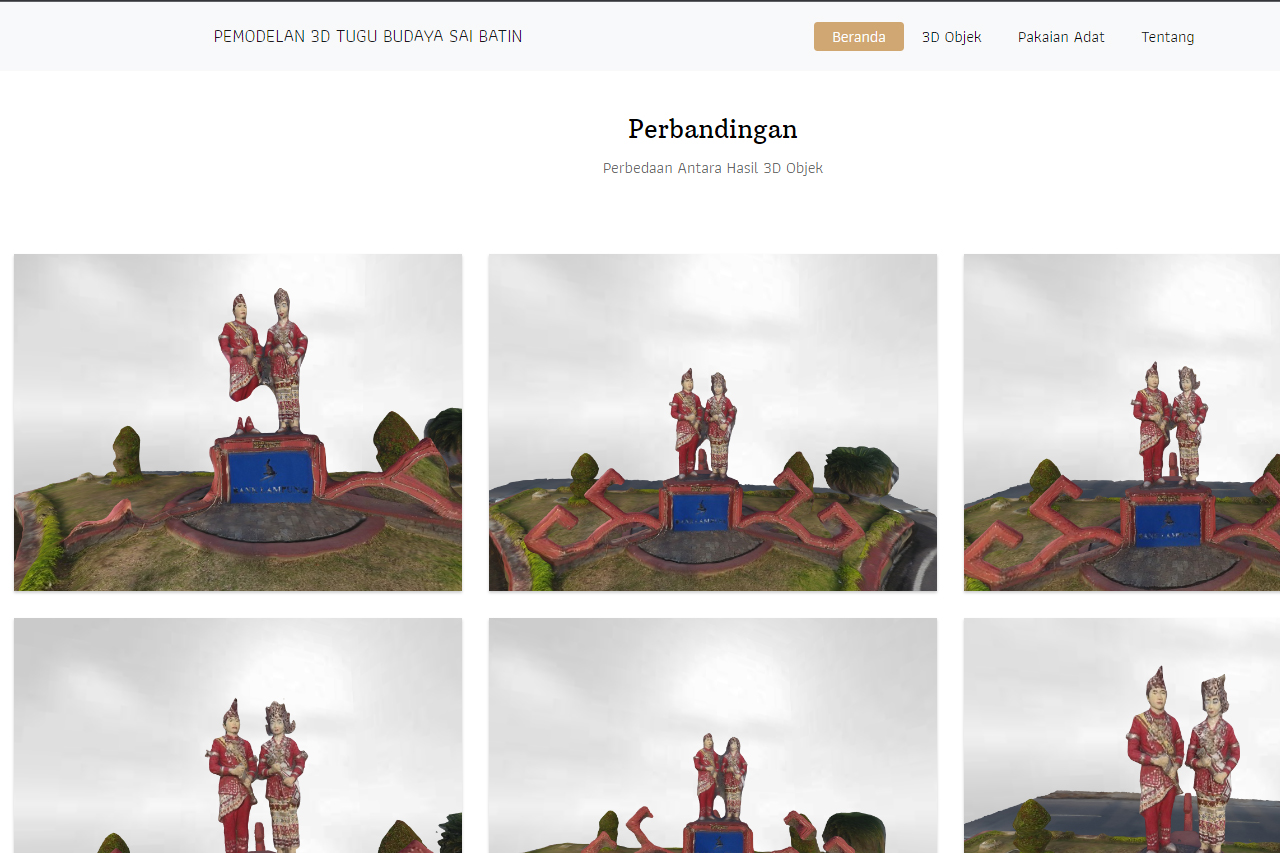 PEMODELAN 3D TUGU BUDAYA SAI BATIN
Beranda 3D Objek Pakaian Adat Tentang
Perbandingan
Perbedaan Antara Hasil 3D Objek